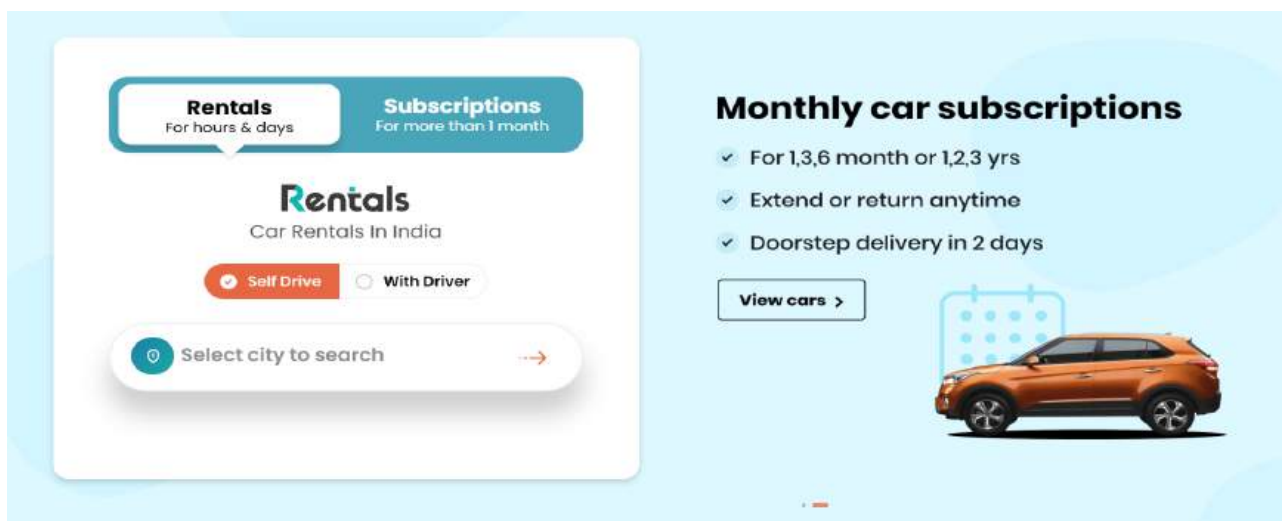 Rentals
For hours & days
Subscriptions
For more than 1 month
Rentals
Car Rentals In India
Self Drive
With Driver
Select city to search
Monthly car subscriptions
For 1,3,6 month or 1,2,3 yrs
Extend or return anytime
Doorstep delivery in 2 days
View cars >